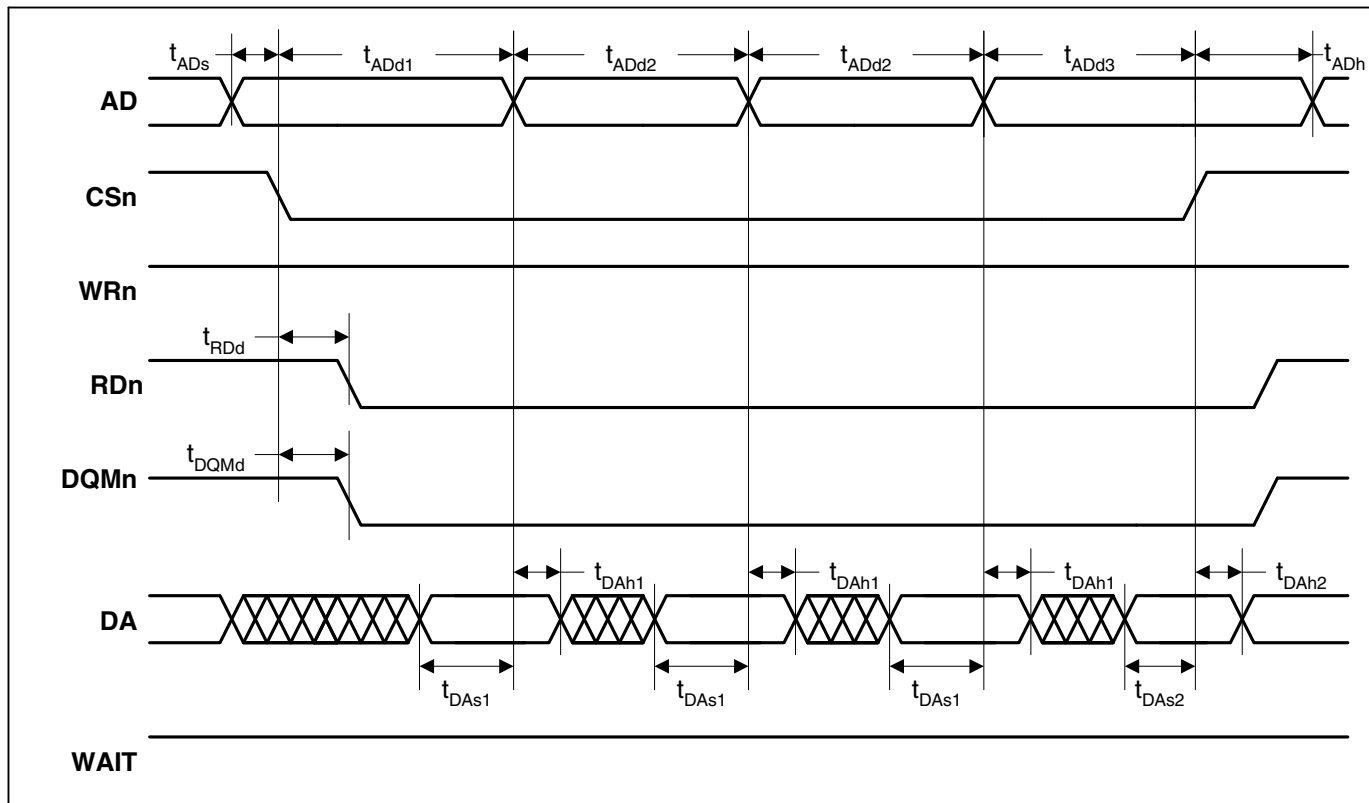 tADs tADd1 tADd2 tADd2 tADd3 tADh
AD
CSn
WRn
tRDd
RDn
tDQMd
DQMn
tDAh1 tDAh1 tDAh1 tDAh2
DA
tDAs1 tDAs1 tDAs1 tDAs2
WAIT